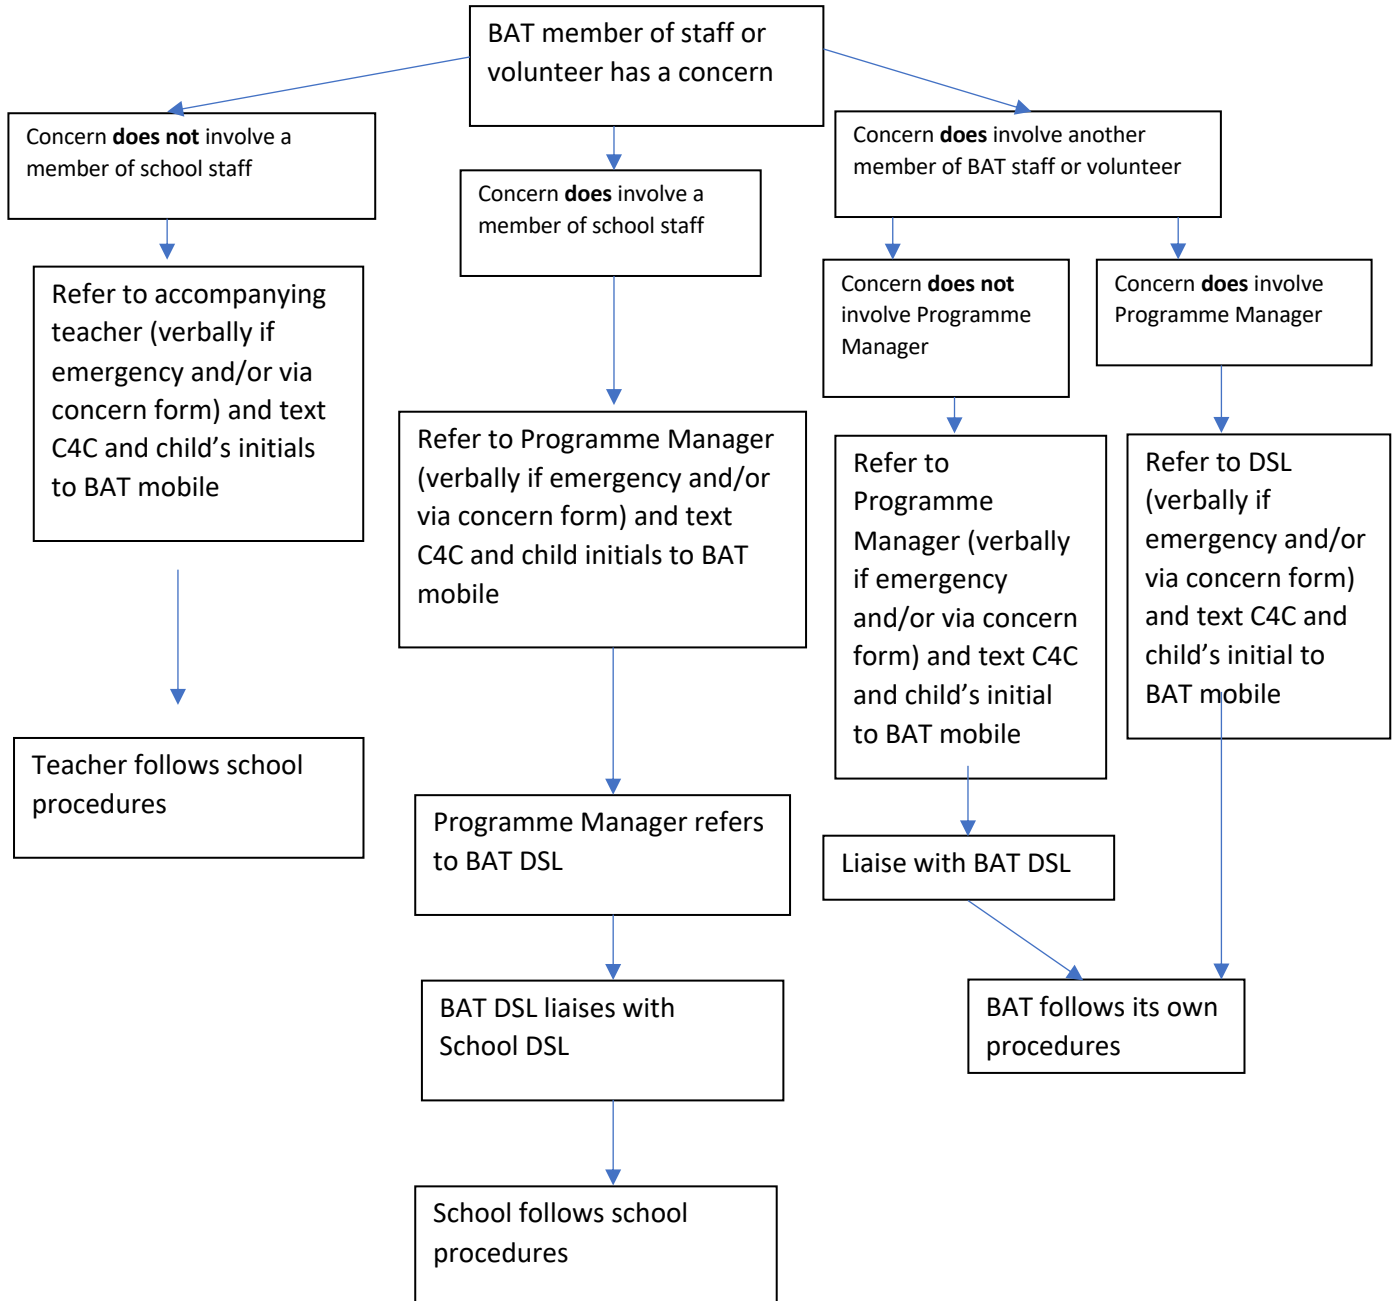 BAT member of staff or
volunteer has a concern
Concern does not involve a
member of school staff
Concern does involve a
member of school staff
Concern does involve another
member of BAT staff or volunteer
Concern does not
involve Programme
Manager
Concern does involve
Programme Manager
Refer to accompanying
teacher (verbally if
emergency and/or via
concern form) and text
C4C and child’s initials
to BAT mobile
Refer to Programme Manager
(verbally if emergency and/or
via concern form) and text
C4C and child initials to BAT
mobile
Refer to
Programme
Manager (verbally
if emergency
and/or via concern
form) and text C4C
and child’s initial
to BAT mobile
Refer to DSL
(verbally if
emergency and/or
via concern form)
and text C4C and
child’s initial to
BAT mobile
Teacher follows school
procedures
Programme Manager refers
to BAT DSL
Liaise with BAT DSL
BAT DSL liaises with
School DSL
BAT follows its own
procedures
School follows school
procedures